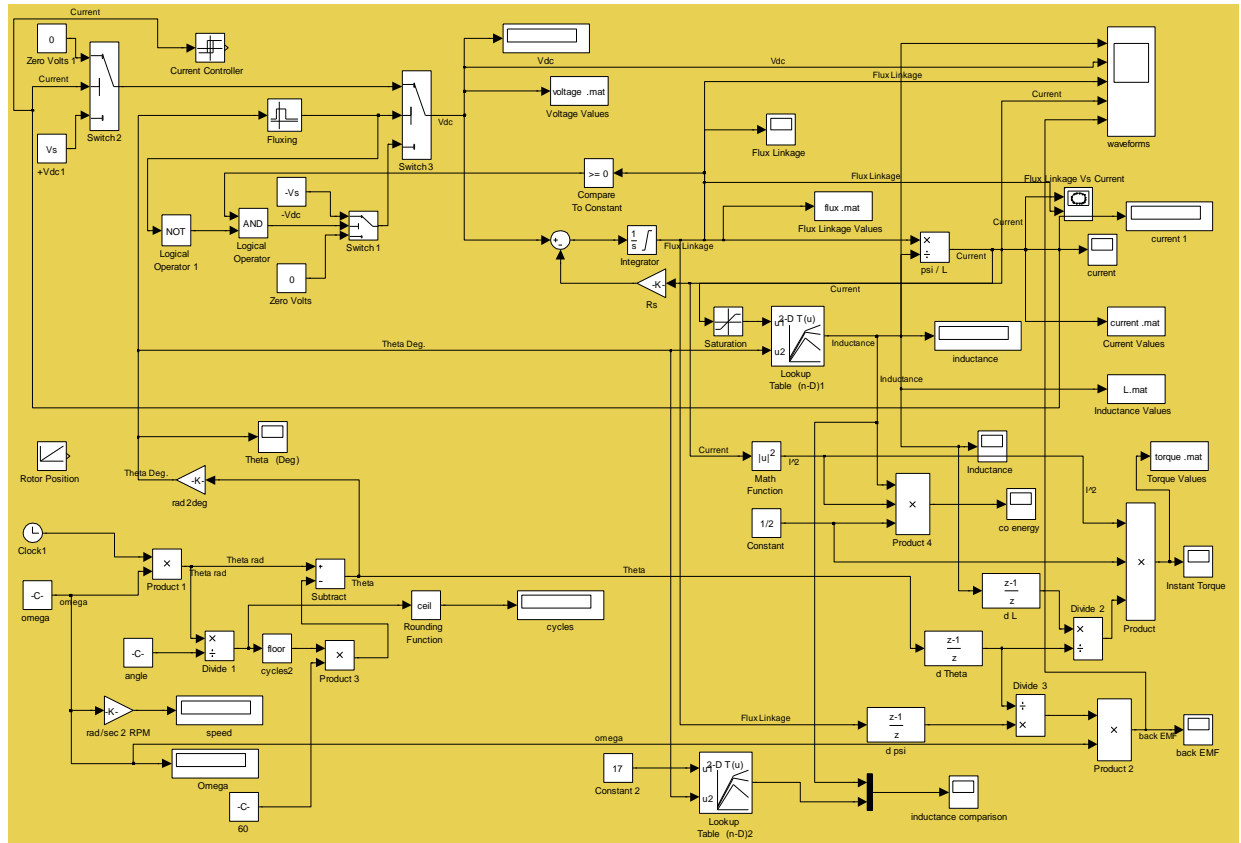 Current
0
Zero Volts 1
Current Controller
Current
Switch 2
Vs
+Vdc1
Fluxing
Switch 3
Vdc
Vdc
voltage .mat
Voltage Values
Vdc
Flux Linkage
Current
waveforms
Flux Linkage
>= 0
Compare
To Constant
Flux Linkage
Flux Linkage Vs Current
-Vs
-Vdc
NOT
Logical
Operator 1
AND
Logical
Operator
Switch 1
0
Zero Volts
flux .mat
Flux Linkage Values
Current
current 1
+
-
1
s
Integrator
Flux Linkage
×
÷
psi / L
Current
current
-K-
Rs
Current
Saturation
2-D T(u)
u1
u2
Lookup
Table (n-D)1
Inductance
inductance
current .mat
Current Values
Theta Deg.
Inductance
L.mat
Inductance Values
Theta (Deg)
Rotor Position
Theta Deg.
-K-
rad2deg
Current
|u|2
Math
Function
I^2
Inductance
torque .mat
Torque Values
I^2
×
Product 4
co energy
1/2
Constant
Clock1
×
Product 1
Theta rad
Theta rad
+
-
Subtract
Theta
Theta
×
Product
Instant Torque
-C-
omega
omega
z-1
z
d L
Divide 2
×
÷
ceil
Rounding
Function
cycles
×
÷
Divide 1
-C-
angle
floor
cycles2
×
Product 3
z-1
z
d Theta
Divide 3
÷
×
-K-
rad/sec 2 RPM
speed
Flux Linkage
z-1
z
d psi
×
Product 2
back EMF
back EMF
omega
Omega
-C-
60
17
Constant 2
2-D T(u)
u1
u2
Lookup
Table (n-D)2
inductance comparison